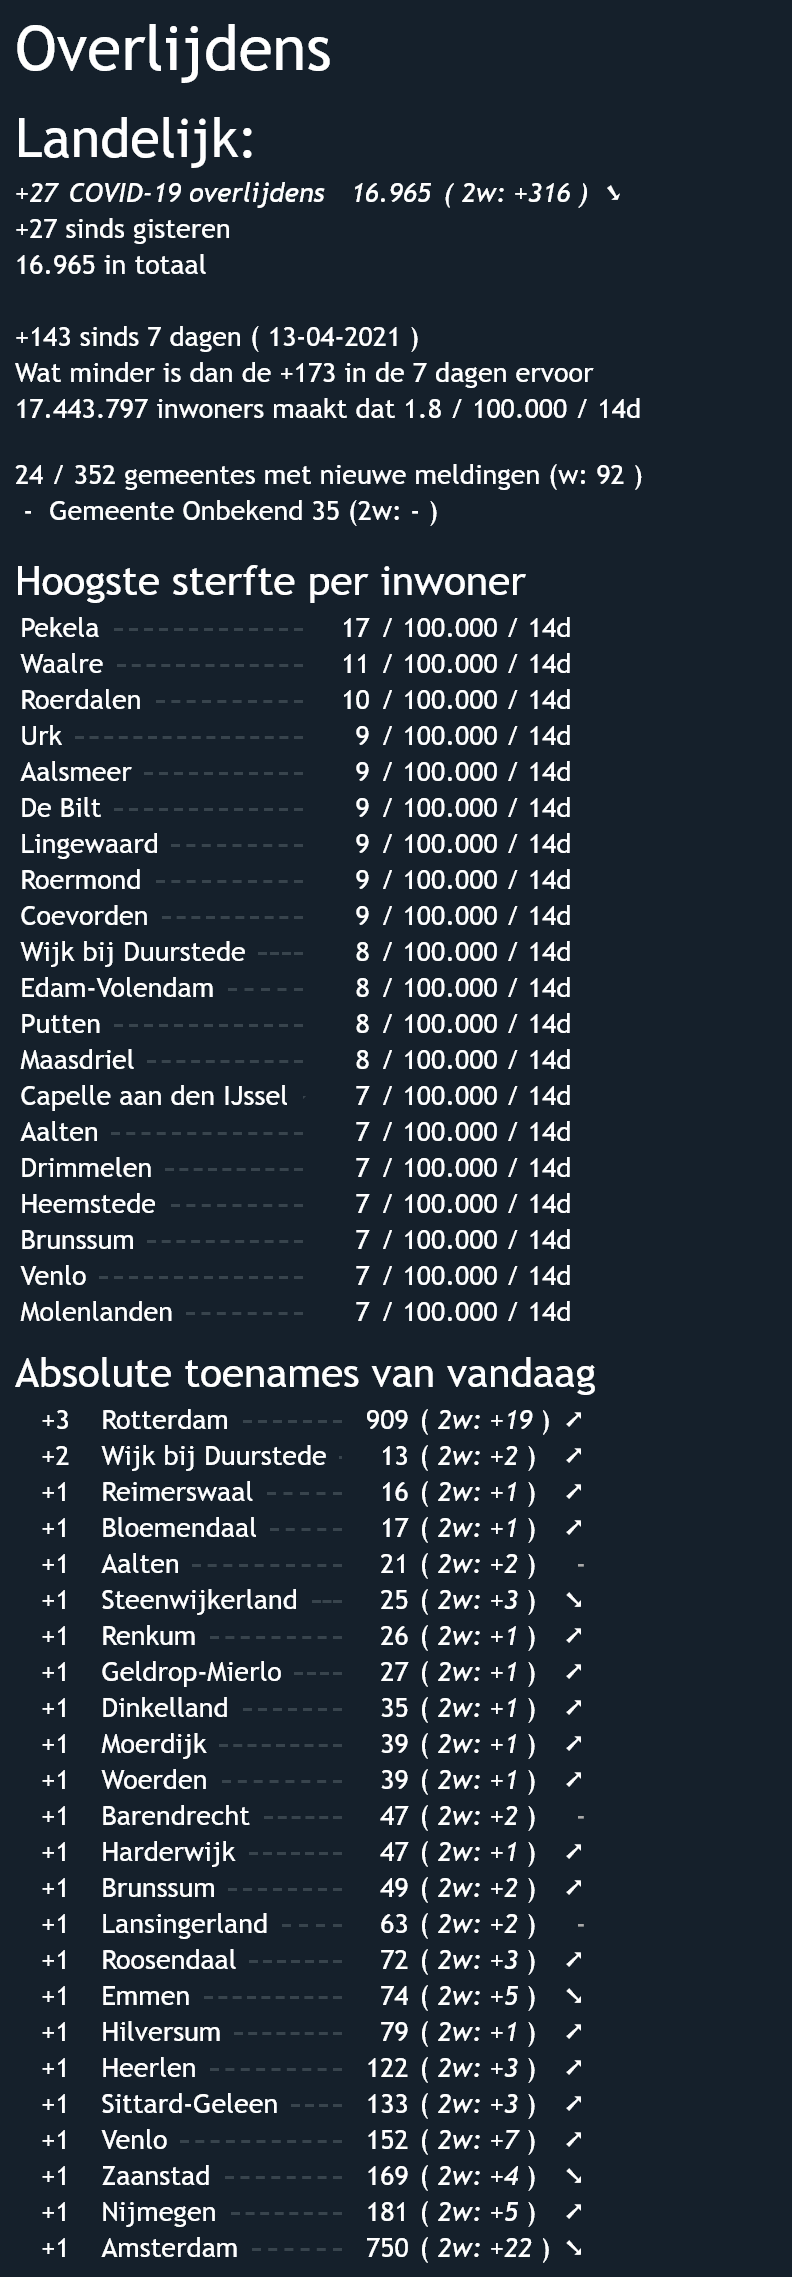 Overlijdens
Landelijk:
+27 COVID-19 overlijdens 16.965 ( 2w: +316 ) ➘
+27 sinds gisteren
16.965 in totaal
+143 sinds 7 dagen ( 13-04-2021 )
Wat minder is dan de +173 in de 7 dagen ervoor
17.443.797 inwoners maakt dat 1.8 / 100.000 / 14d
24 / 352 gemeentes met nieuwe meldingen (w: 92 )
- Gemeente Onbekend 35 (2w: - )
Hoogste sterfte per inwoner
Pekela ------------- 17 / 100.000 / 14d
Waalre ------------- 11 / 100.000 / 14d
Roerdalen ---------- 10 / 100.000 / 14d
Urk ---------------- 9 / 100.000 / 14d
Aalsmeer ----------- 9 / 100.000 / 14d
De Bilt ------------- 9 / 100.000 / 14d
Lingewaard --------- 9 / 100.000 / 14d
Roermond ---------- 9 / 100.000 / 14d
Coevorden ---------- 9 / 100.000 / 14d
Wijk bij Duurstede ---- 8 / 100.000 / 14d
Edam-Volendam ----- 8 / 100.000 / 14d
Putten ------------- 8 / 100.000 / 14d
Maasdriel ----------- 8 / 100.000 / 14d
Capelle aan den IJssel - 7 / 100.000 / 14d
Aalten ------------- 7 / 100.000 / 14d
Drimmelen ---------- 7 / 100.000 / 14d
Heemstede --------- 7 / 100.000 / 14d
Brunssum ----------- 7 / 100.000 / 14d
Venlo -------------- 7 / 100.000 / 14d
Molenlanden -------- 7 / 100.000 / 14d
Absolute toenames van vandaag
+3 Rotterdam ------- 909 ( 2w: +19 ) ➚
+2 Wijk bij Duurstede - 13 ( 2w: +2 ) ➚
+1 Reimerswaal ----- 16 ( 2w: +1 ) ➚
+1 Bloemendaal ----- 17 ( 2w: +1 ) ➚
+1 Aalten ---------- 21 ( 2w: +2 ) -
+1 Steenwijkerland --- 25 ( 2w: +3 ) ➘
+1 Renkum --------- 26 ( 2w: +1 ) ➚
+1 Geldrop-Mierlo ---- 27 ( 2w: +1 ) ➚
+1 Dinkelland ------- 35 ( 2w: +1 ) ➚
+1 Moerdijk --------- 39 ( 2w: +1 ) ➚
+1 Woerden -------- 39 ( 2w: +1 ) ➚
+1 Barendrecht ------ 47 ( 2w: +2 ) -
+1 Harderwijk ------- 47 ( 2w: +1 ) ➚
+1 Brunssum -------- 49 ( 2w: +2 ) ➚
+1 Lansingerland ---- 63 ( 2w: +2 ) -
+1 Roosendaal ------- 72 ( 2w: +3 ) ➚
+1 Emmen ---------- 74 ( 2w: +5 ) ➘
+1 Hilversum ------- 79 ( 2w: +1 ) ➚
+1 Heerlen --------- 122 ( 2w: +3 ) ➚
+1 Sittard-Geleen ---- 133 ( 2w: +3 ) ➚
+1 Venlo ----------- 152 ( 2w: +7 ) ➚
+1 Zaanstad -------- 169 ( 2w: +4 ) ➘
+1 Nijmegen -------- 181 ( 2w: +5 ) ➚
+1 Amsterdam ------ 750 ( 2w: +22 ) ➘